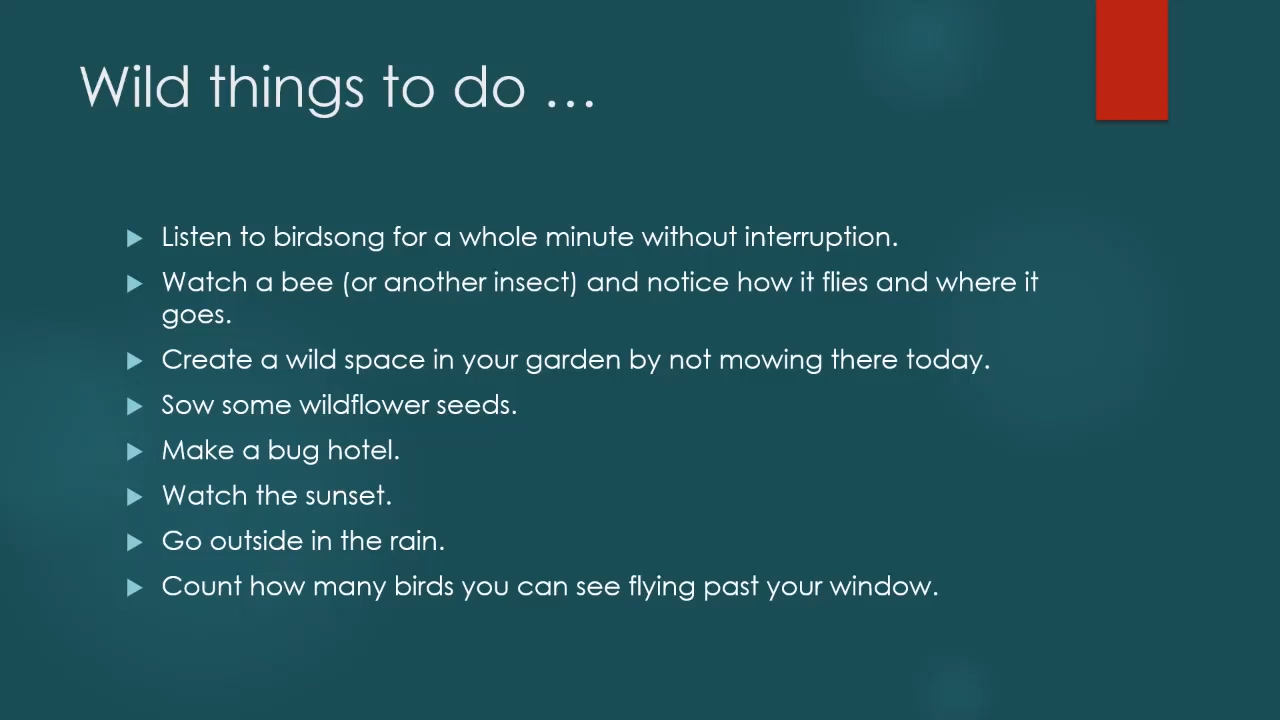 Wild things to do …
Listen to birdsong for a whole minute without interruption.
Watch a bee (or another insect) and notice how it flies and where it
goes.
Create a wild space in your garden by not mowing there today.
Sow some wildflower seeds.
Make a bug hotel.
Watch the sunset.
Go outside in the rain.
Count how many birds you can see flying past your window.